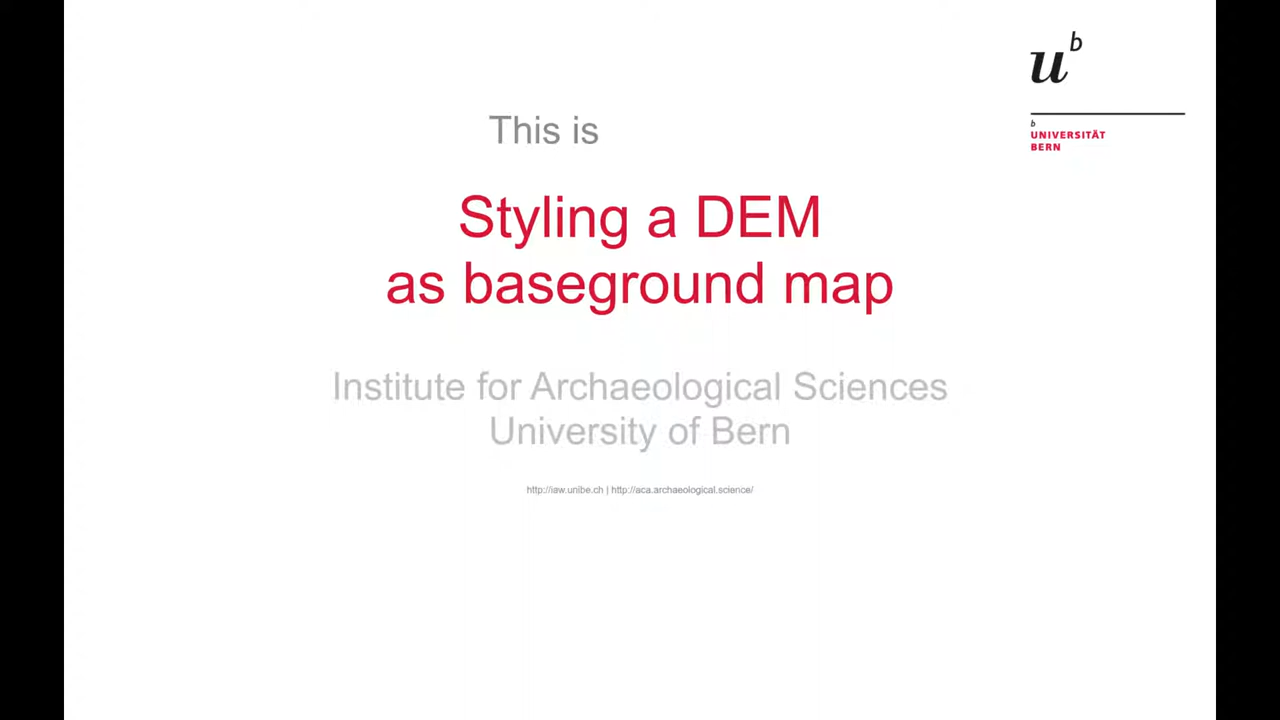 u^b
b
UNIVERSITÄT
BERN
This is
Styling a DEM
as baseground map
Institute for Archaeological Sciences
University of Bern
http://iaw.unibe.ch | http://aca.archaeological.science/